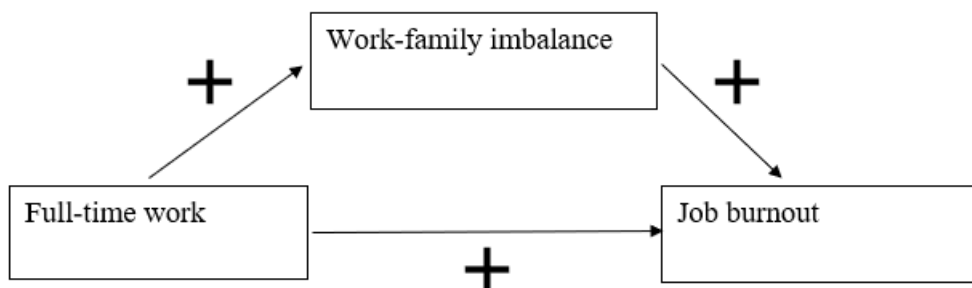 Work-family imbalance
+
+
Full-time work
Job burnout
+